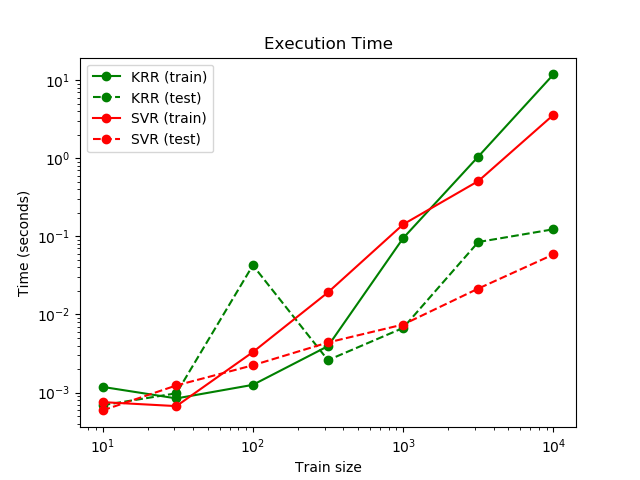 Execution Time
KRR (train)
KRR (test)
SVR (train)
SVR (test)
Time (seconds)
10¹
10⁰
10⁻¹
10⁻²
10⁻³
10¹
10²
10³
10⁴
Train size